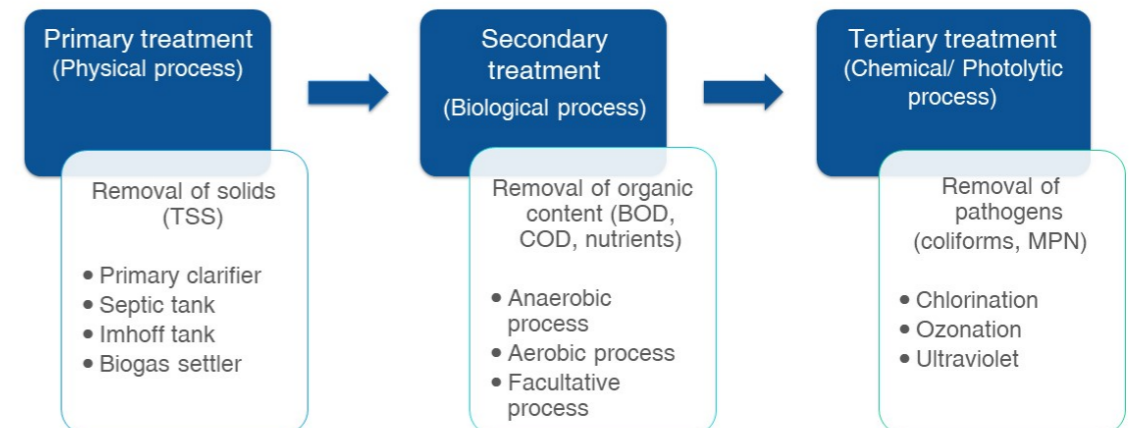 Primary treatment
(Physical process)
Removal of solids
(TSS)
• Primary clarifier
• Septic tank
• Imhoff tank
• Biogas settler
Secondary
treatment
(Biological process)
Removal of organic
content (BOD,
COD, nutrients)
• Anaerobic
process
• Aerobic process
• Facultative
process
Tertiary treatment
(Chemical/ Photolytic
process)
Removal of
pathogens
(coliforms, MPN)
• Chlorination
• Ozonation
• Ultraviolet